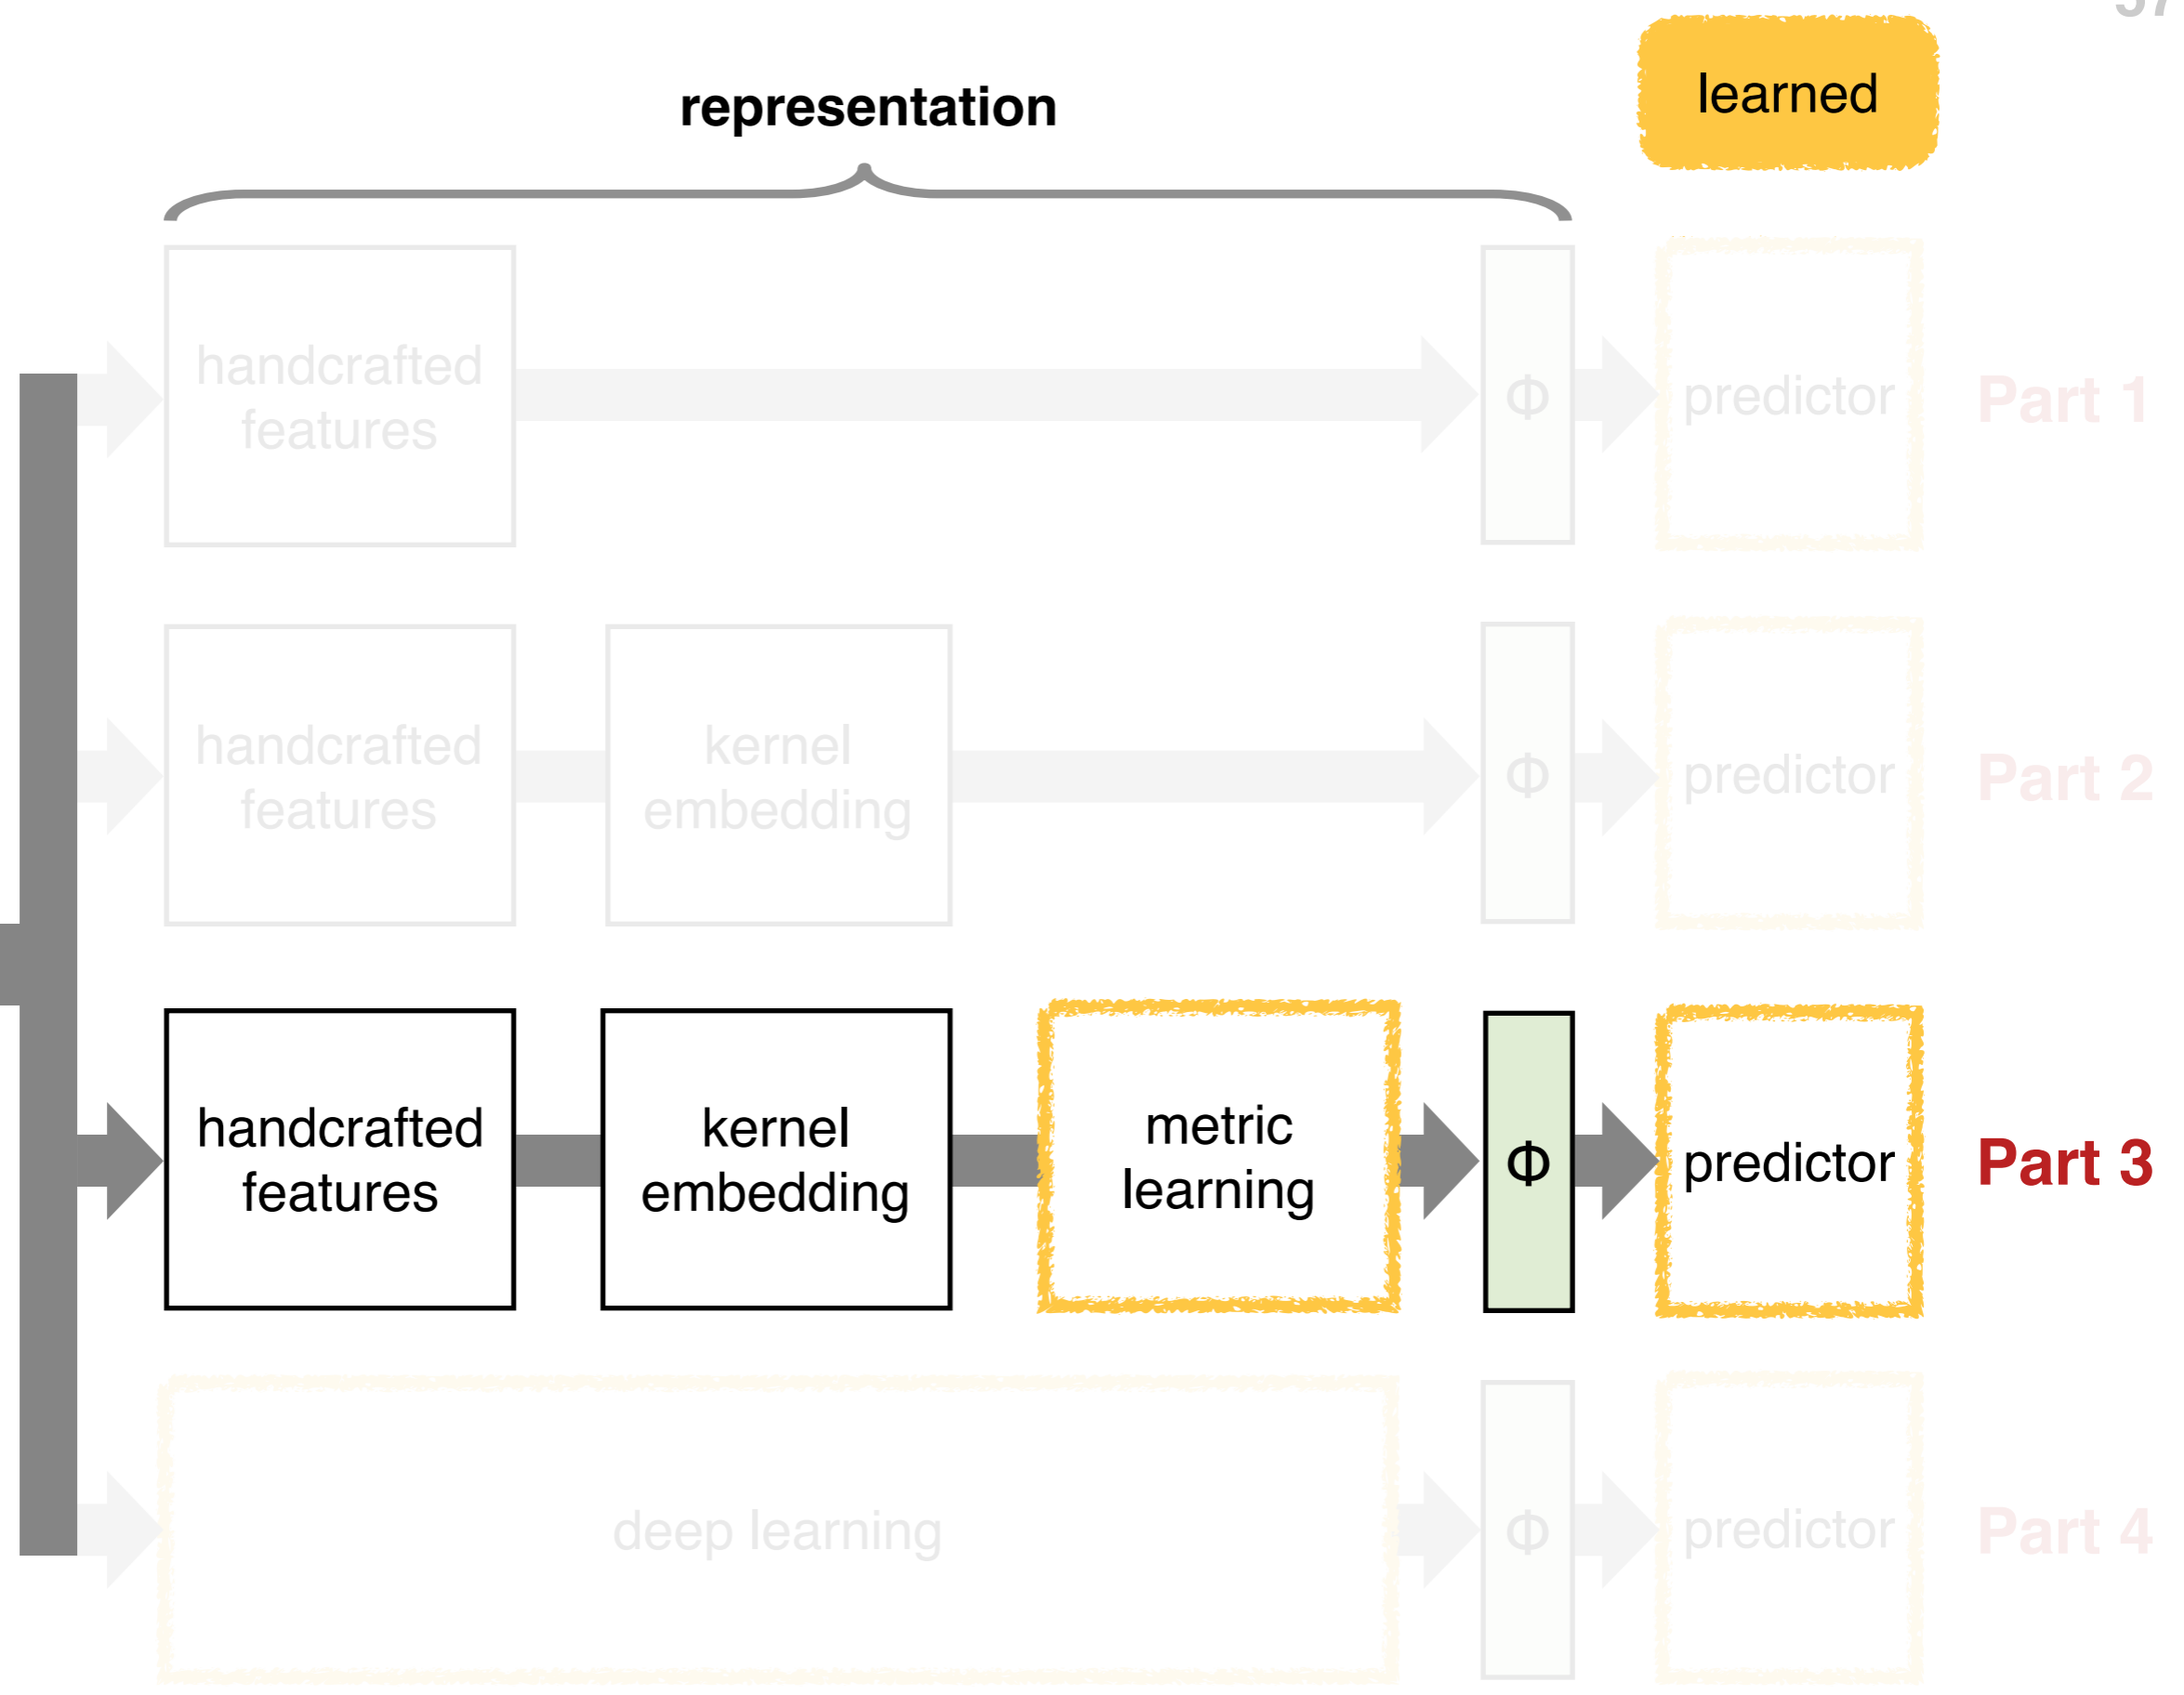 representation
learned
handcrafted
features
Φ
predictor
Part 1
handcrafted
features
kernel
embedding
Φ
predictor
Part 2
handcrafted
features
kernel
embedding
metric
learning
Φ
predictor
Part 3
deep learning
Φ
predictor
Part 4